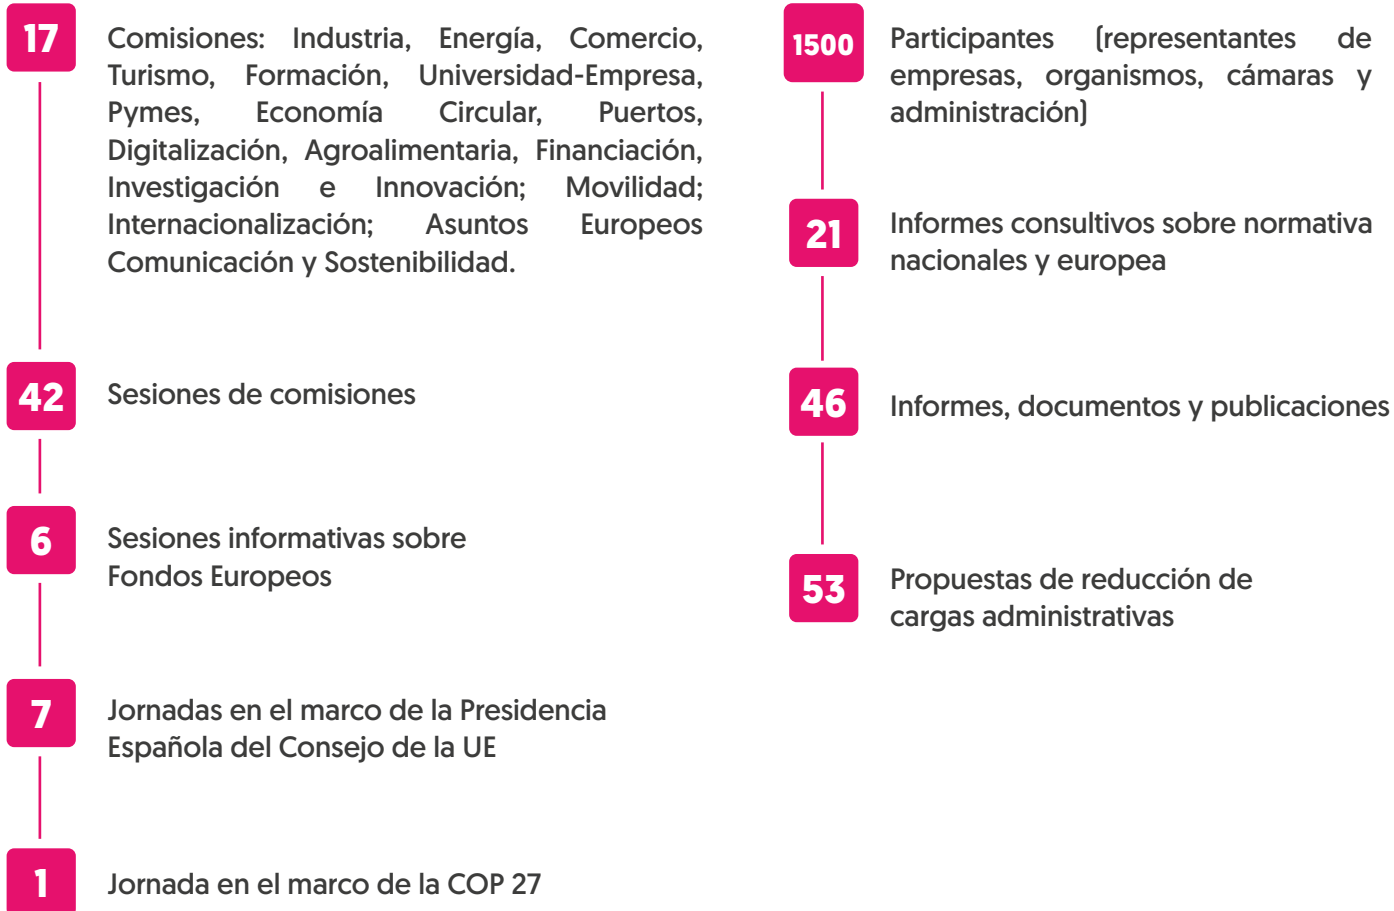 17
Comisiones: Industria, Energía, Comercio,
Turismo, Formación, Universidad-Empresa,
Pymes, Economía Circular, Puertos,
Digitalización, Agroalimentaria, Financiación,
Investigación e Innovación; Movilidad;
Internacionalización; Asuntos Europeos
Comunicación y Sostenibilidad.
42
Sesiones de comisiones
6
Sesiones informativas sobre
Fondos Europeos
7
Jornadas en el marco de la Presidencia
Española del Consejo de la UE
1
Jornada en el marco de la COP 27
1500
Participantes (representantes de
empresas, organismos, cámaras y
administración)
21
Informes consultivos sobre normativa
nacionales y europea
46
Informes, documentos y publicaciones
53
Propuestas de reducción de
cargas administrativas